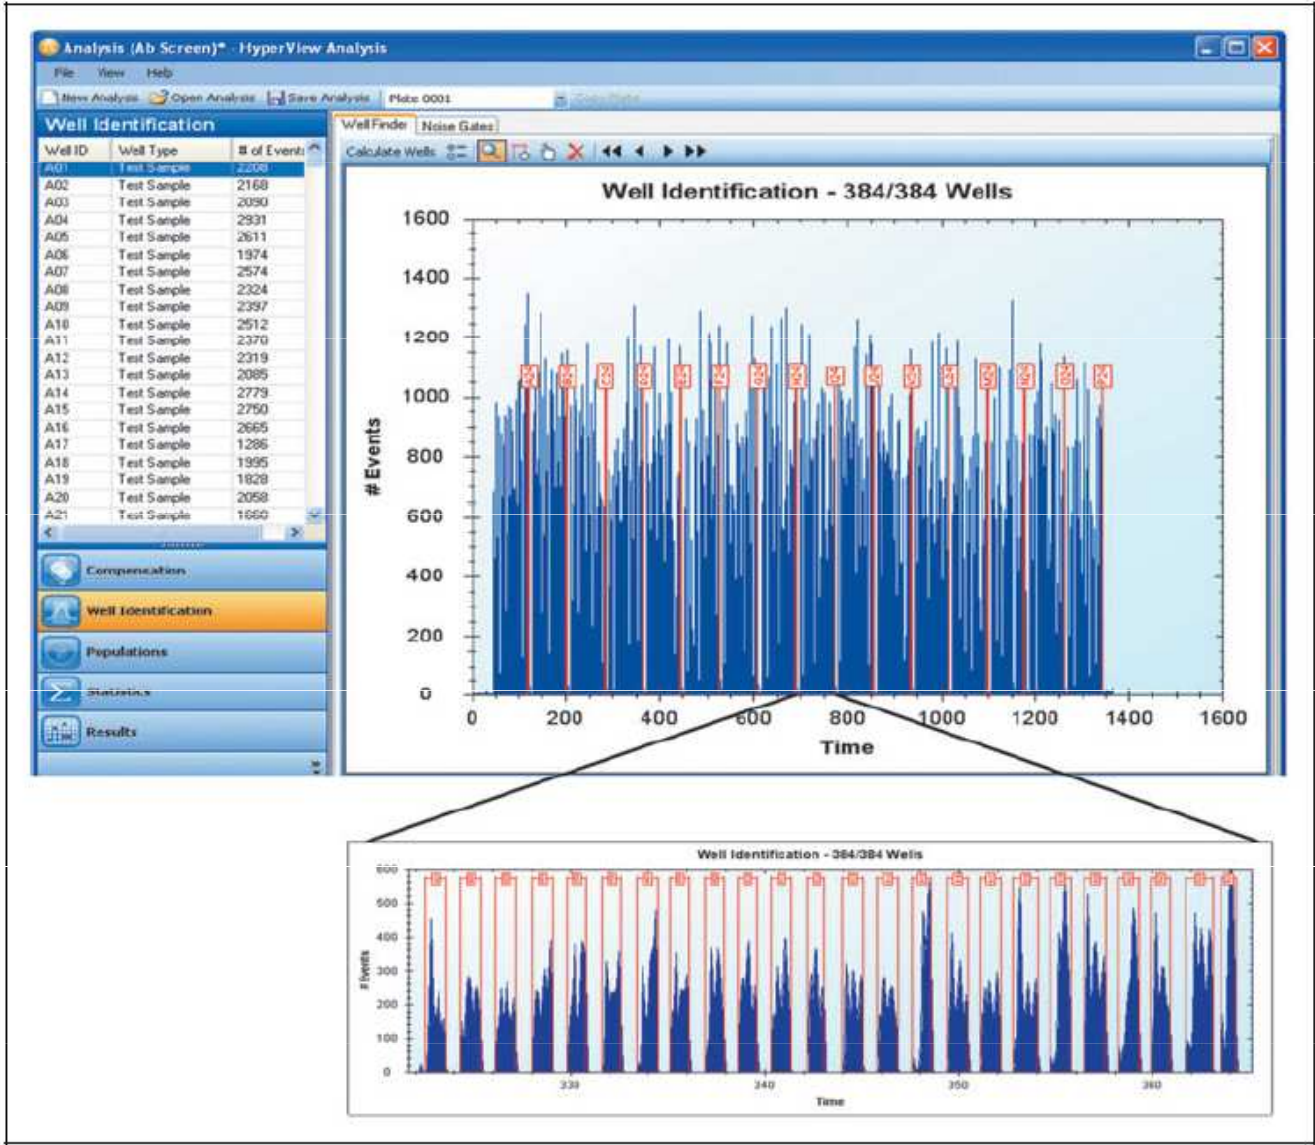 Analysis (Ab Screen)* - HyperView Analysis
File View Help
New Analysis Open Analysis Save Analysis Plate 0001 Copy Plate
Well Identification
WellFinder Noise Gates
Well ID Well Type # of Events
Calculate Wells
A01 Test Sample 2208
A02 Test Sample 2168
A03 Test Sample 2090
A04 Test Sample 2931
A05 Test Sample 2611
A06 Test Sample 1974
A07 Test Sample 2574
A08 Test Sample 2324
A09 Test Sample 2397
A10 Test Sample 2512
A11 Test Sample 2370
A12 Test Sample 2319
A13 Test Sample 2085
A14 Test Sample 2779
A15 Test Sample 2750
A16 Test Sample 2665
A17 Test Sample 1286
A18 Test Sample 1995
A19 Test Sample 1828
A20 Test Sample 2058
A21 Test Sample 1660
Compensation
Well Identification
Populations
Statistics
Results
Well Identification - 384/384 Wells
1600
1400
1200
1000
800
600
400
200
0
# Events
0 200 400 600 800 1000 1200 1400 1600
Time
Well Identification - 384/384 Wells
600
500
400
300
200
100
0
# Events
330 340 350 360
Time